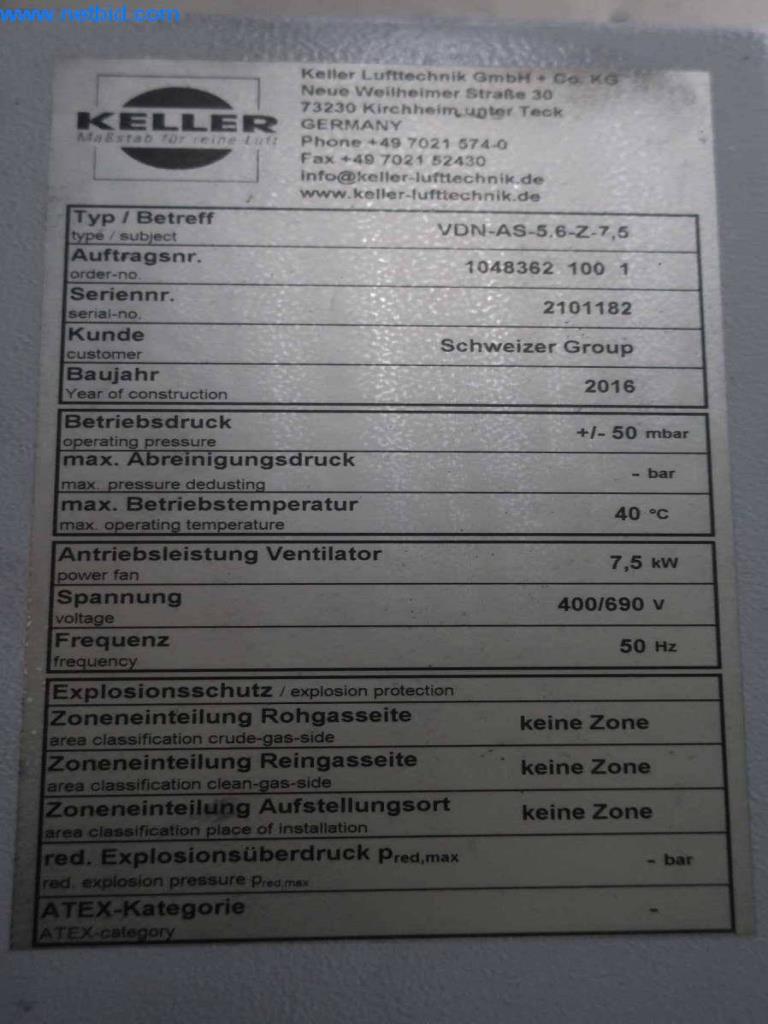 www.netbid.com
KELLER
Maßstab für reine Luft
Keller Lufttechnik GmbH + Co. KG
Neue Weilheimer Straße 30
73230 Kirchheim unter Teck
GERMANY
Phone +49 7021 574-0
Fax +49 7021 52430
info@keller-lufttechnik.de
www.keller-lufttechnik.de
Typ / Betreff
type / subject
VDN-AS-5.6-Z-7,5
Auftragsnr.
order-no.
1048362 100 1
Seriennr.
serial-no.
2101182
Kunde
customer
Schweizer Group
Baujahr
Year of construction
2016
Betriebsdruck
operating pressure
+/- 50 mbar
max. Abreinigungsdruck
max. pressure dedusting
- bar
max. Betriebstemperatur
max. operating temperature
40 °C
Antriebsleistung Ventilator
power fan
7,5 kW
Spannung
voltage
400/690 V
Frequenz
frequency
50 Hz
Explosionsschutz / explosion protection
Zoneneinteilung Rohgasseite
area classification crude-gas-side
keine Zone
Zoneneinteilung Reingasseite
area classification clean-gas-side
keine Zone
Zoneneinteilung Aufstellungsort
area classification place of installation
keine Zone
red. Explosionsüberdruck pred,max
red. explosion pressure pred,max
- bar
ATEX-Kategorie
ATEX-category
-